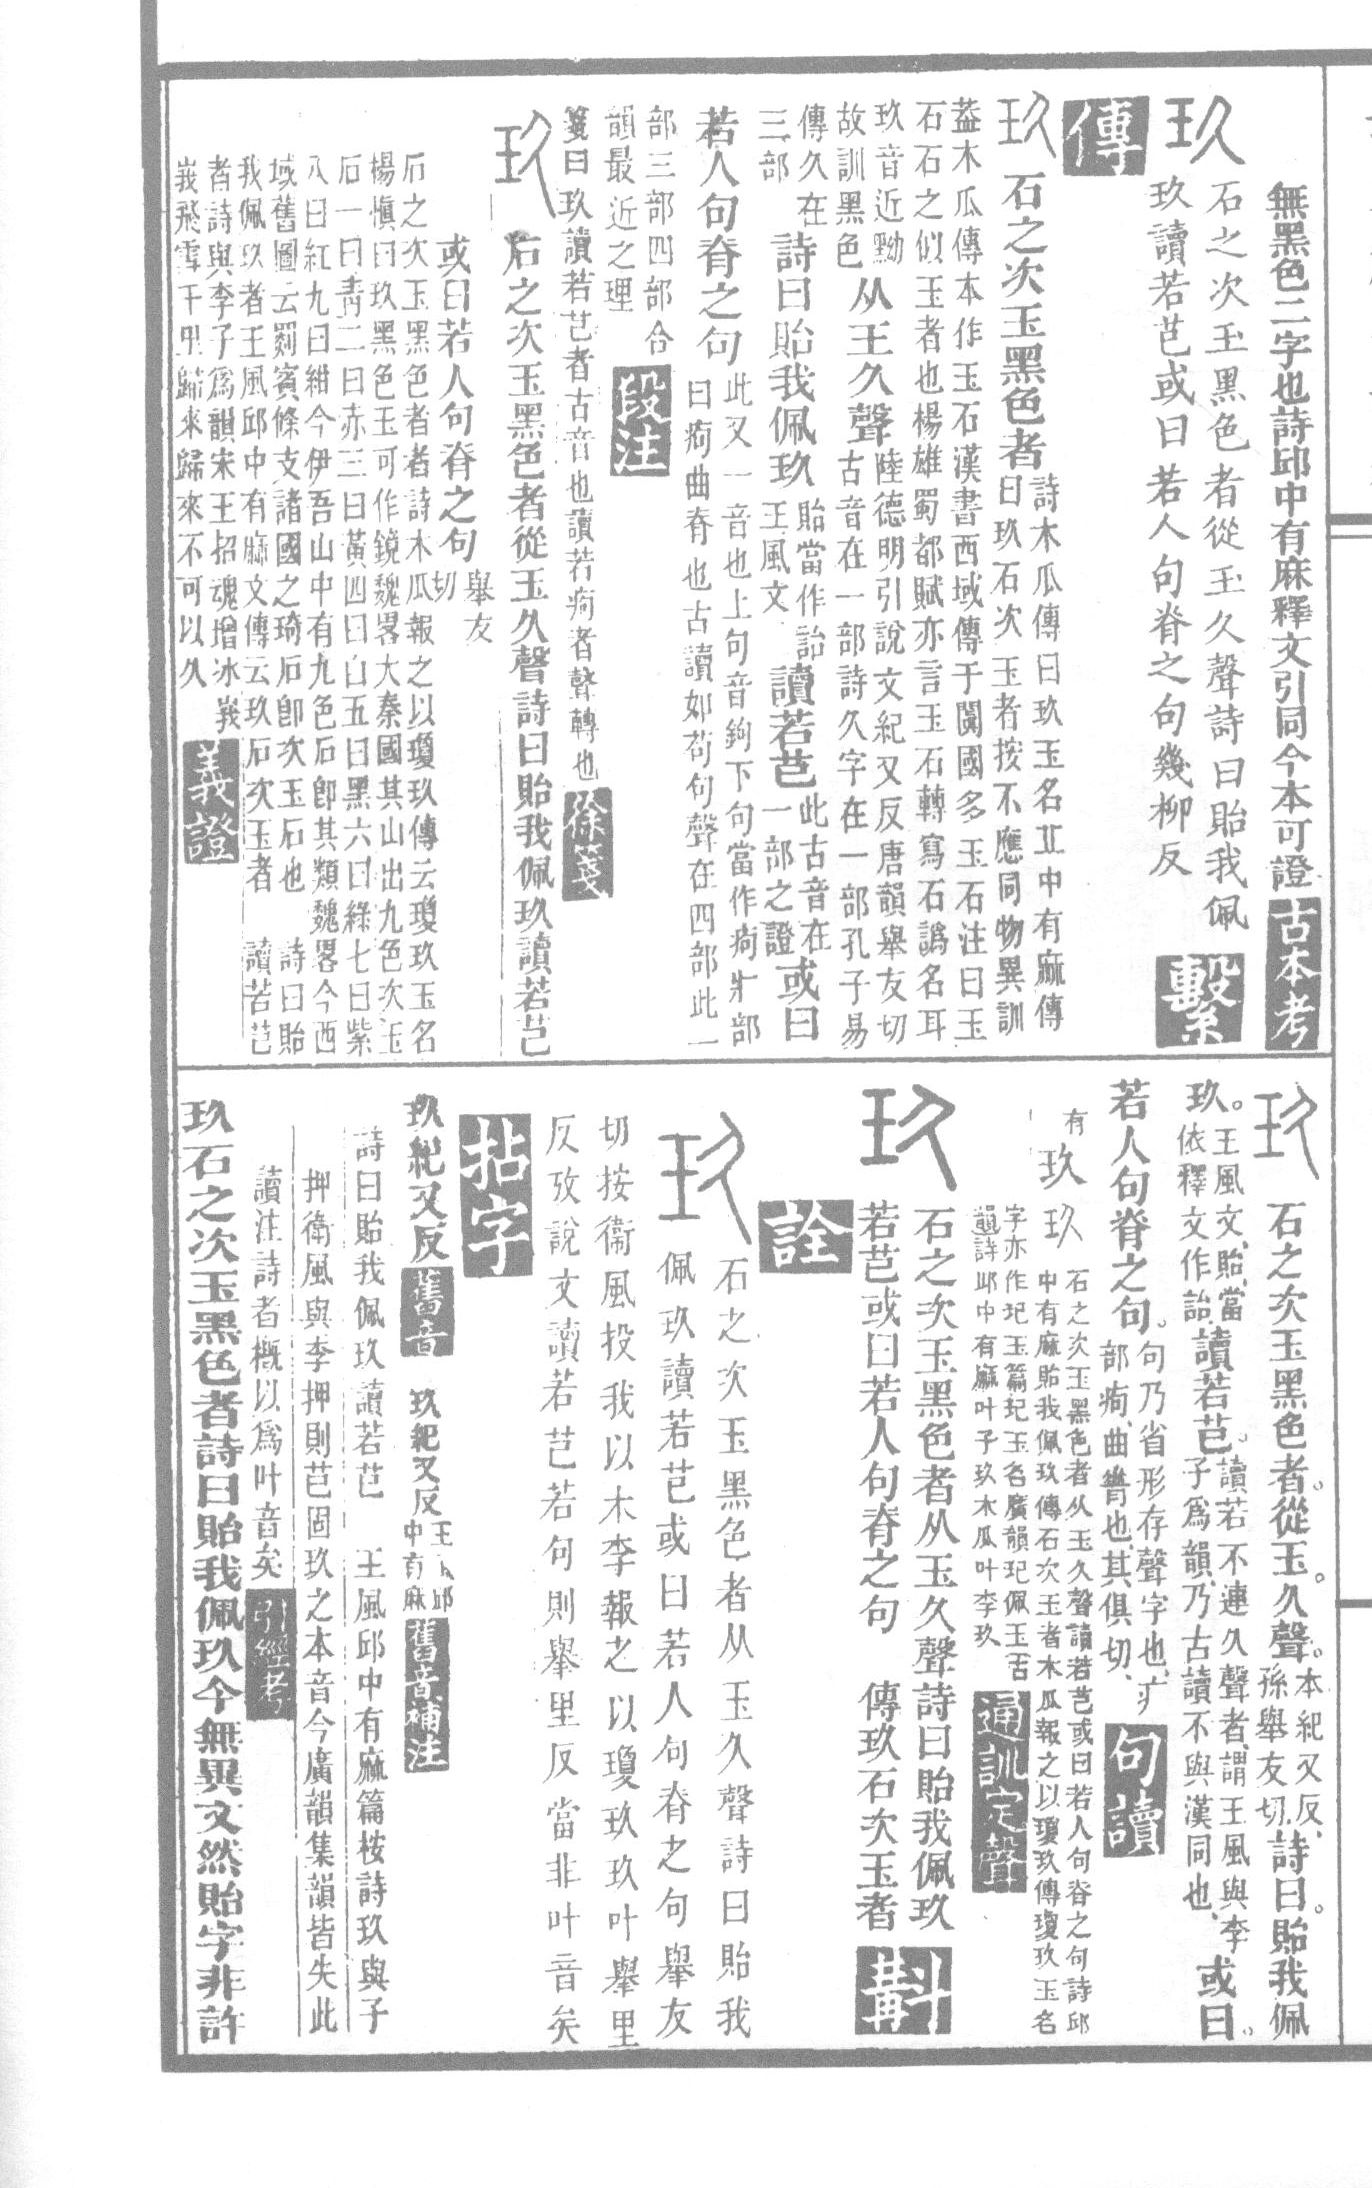 無黑色二字也詩邱中有麻釋文引同今本可證 古本考
玖 石之次玉黑色者從玉久聲詩曰貽我佩
玖讀若芑或曰若人句脊之句幾柳反 繫
傳
玖 石之次玉黑色者 詩木瓜傳曰玖玉名丘中有麻傳
曰玖石次玉者按不應同物異訓
葢木瓜傳本作玉石漢書西域傳于闐國多玉石注曰玉
石石之似玉者也楊雄蜀都賦亦言玉石轉寫石譌名耳
玖音近黝
故訓黑色 从王久聲 陸德明引說文紀又反唐韻舉友切
古音在一部詩久字在一部孔子易
傳久在
三部 詩曰貽我佩玖 貽當作詒
王風文 讀若芑 此古音在
一部之證 或曰
若人句脊之句 此又一音也上句音鉤下句當作痀疒部
曰痀曲脊也古讀如苟句聲在四部此一
部三部四部合
韻最近之理 段注
箋曰玖讀若芑者古音也讀若痀者聲轉也 徐箋
玖 石之次玉黑色者從玉久聲詩曰貽我佩玖讀若芑
或曰若人句脊之句 舉友
切
石之次玉黑色者者詩木瓜報之以瓊玖傳云瓊玖玉名
楊愼曰玖黑色玉可作鏡魏畧大秦國其山出九色次玉
石一曰青二曰赤三曰黃四曰白五曰黑六曰綠七曰紫
八曰紅九曰紺今伊吾山中有九色石卽其類魏畧今西
域舊圖云罽賓條支諸國之琦石卽次玉石也 詩曰貽
我佩玖者王風邱中有麻文傳云玖石次玉者 讀若芑
者詩與李子爲韻宋玉招魂增冰峩
峩飛雪千里歸來歸來不可以久 義證
玖 石之次玉黑色者。從玉。久聲。 本紀又反、
孫舉友切、 詩曰。貽我佩
玖。 王風文、貽、當
依釋文作詒、 讀若芑。 讀若不連久聲者、謂王風與李
子爲韻、乃古讀不與漢同也、 或曰。
若人句脊之句。 句乃省形存聲字也、疒
部痀、曲脊也、其俱切、 句讀
有
玖 玖 石之次玉黑色者从玉久聲讀若芑或曰若人句脊之句詩邱
中有麻貽我佩玖傳石次玉者木瓜報之以瓊玖傳瓊玖玉名
字亦作玘玉篇玘玉名廣韻玘佩玉舌
韻詩邱中有麻叶子玖木瓜叶李玖 通訓定聲
玖 石之次玉黑色者从玉久聲詩曰貽我佩玖
若芑或曰若人句脊之句 傳玖石次玉者 斠
詮
玖 石之次玉黑色者从玉久聲詩曰貽我
佩玖讀若芑或曰若人句脊之句舉友
切按衞風投我以木李報之以瓊玖玖叶舉里
反攷說文讀若芑若句則舉里反當非叶音矣
拈字
玖紀又反 舊音
玖紀又反 王風邱
中有麻 舊音補注
詩曰貽我佩玖讀若芑 王風邱中有麻篇桉詩玖與子
押衛風與李押則芑固玖之本音今廣韻集韻皆失此
讀注詩者槪以爲叶音矣 引經考
玖石之次玉黑色者詩曰貽我佩玖今無異文然貽字非許